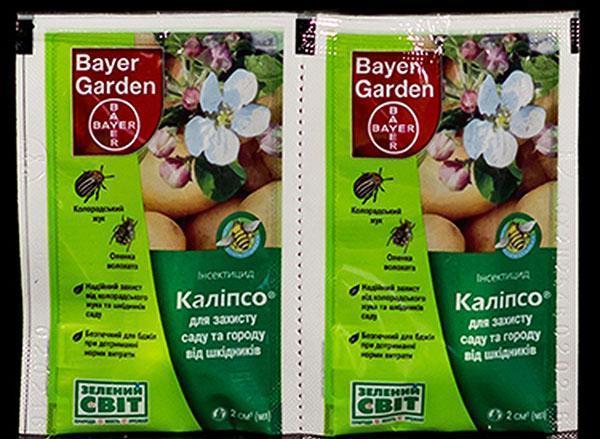 Bayer
Garden
BAYER
BAYER
Колорадський
жук
Оленка
волохата
Надійний захист
від колорадського
жука та шкідників
саду
Безпечний для бджіл
при дотриманні
норми витрати
Інсектицид
Каліпсо®
для захисту
саду та городу
від шкідників
ЗЕЛЕНИЙ
СВІТ
2 см³ (мл)
Bayer
Garden
BAYER
BAYER
Колорадський
жук
Оленка
волохата
Надійний захист
від колорадського
жука та шкідників
саду
Безпечний для бджіл
при дотриманні
норми витрати
Інсектицид
Каліпсо®
для захисту
саду та городу
від шкідників
ЗЕЛЕНИЙ
СВІТ
2 см³ (мл)